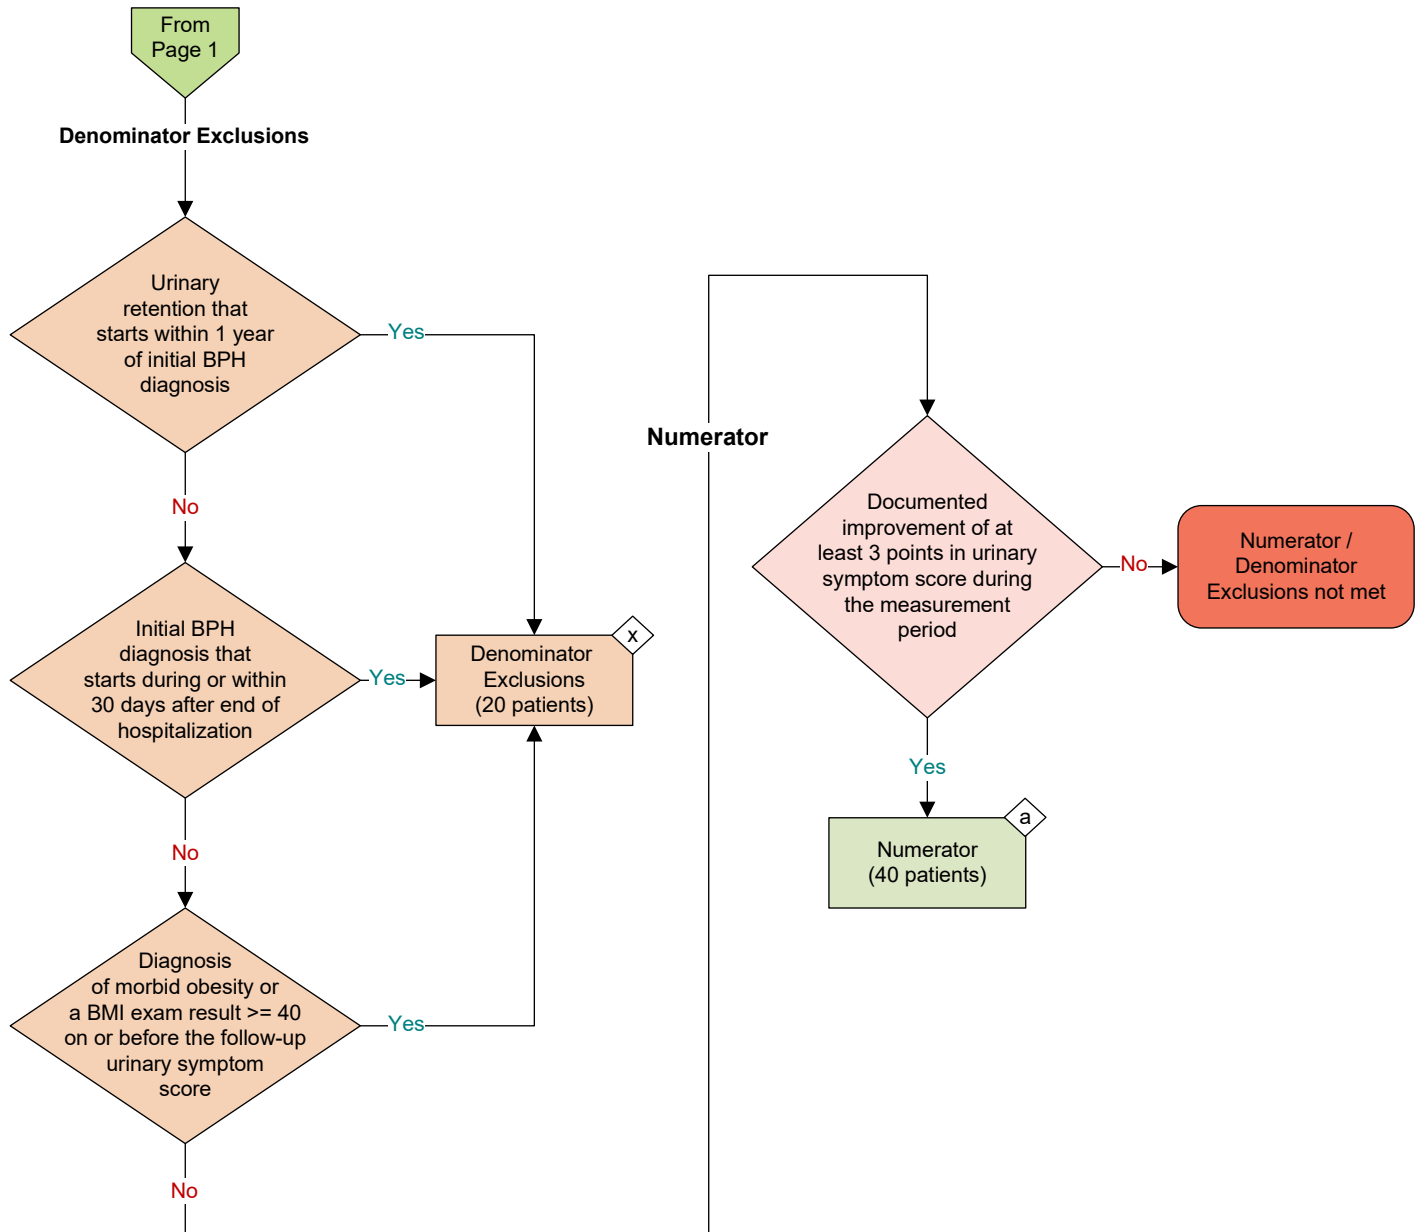 From
Page 1
Denominator Exclusions
Urinary
retention that
starts within 1 year
of initial BPH
diagnosis
Yes
No
Initial BPH
diagnosis that
starts during or within
30 days after end of
hospitalization
Yes
No
Diagnosis
of morbid obesity or
a BMI exam result >= 40
on or before the follow-up
urinary symptom
score
Yes
No
x
Denominator
Exclusions
(20 patients)
Numerator
Documented
improvement of at
least 3 points in urinary
symptom score during
the measurement
period
No
Numerator /
Denominator
Exclusions not met
Yes
a
Numerator
(40 patients)